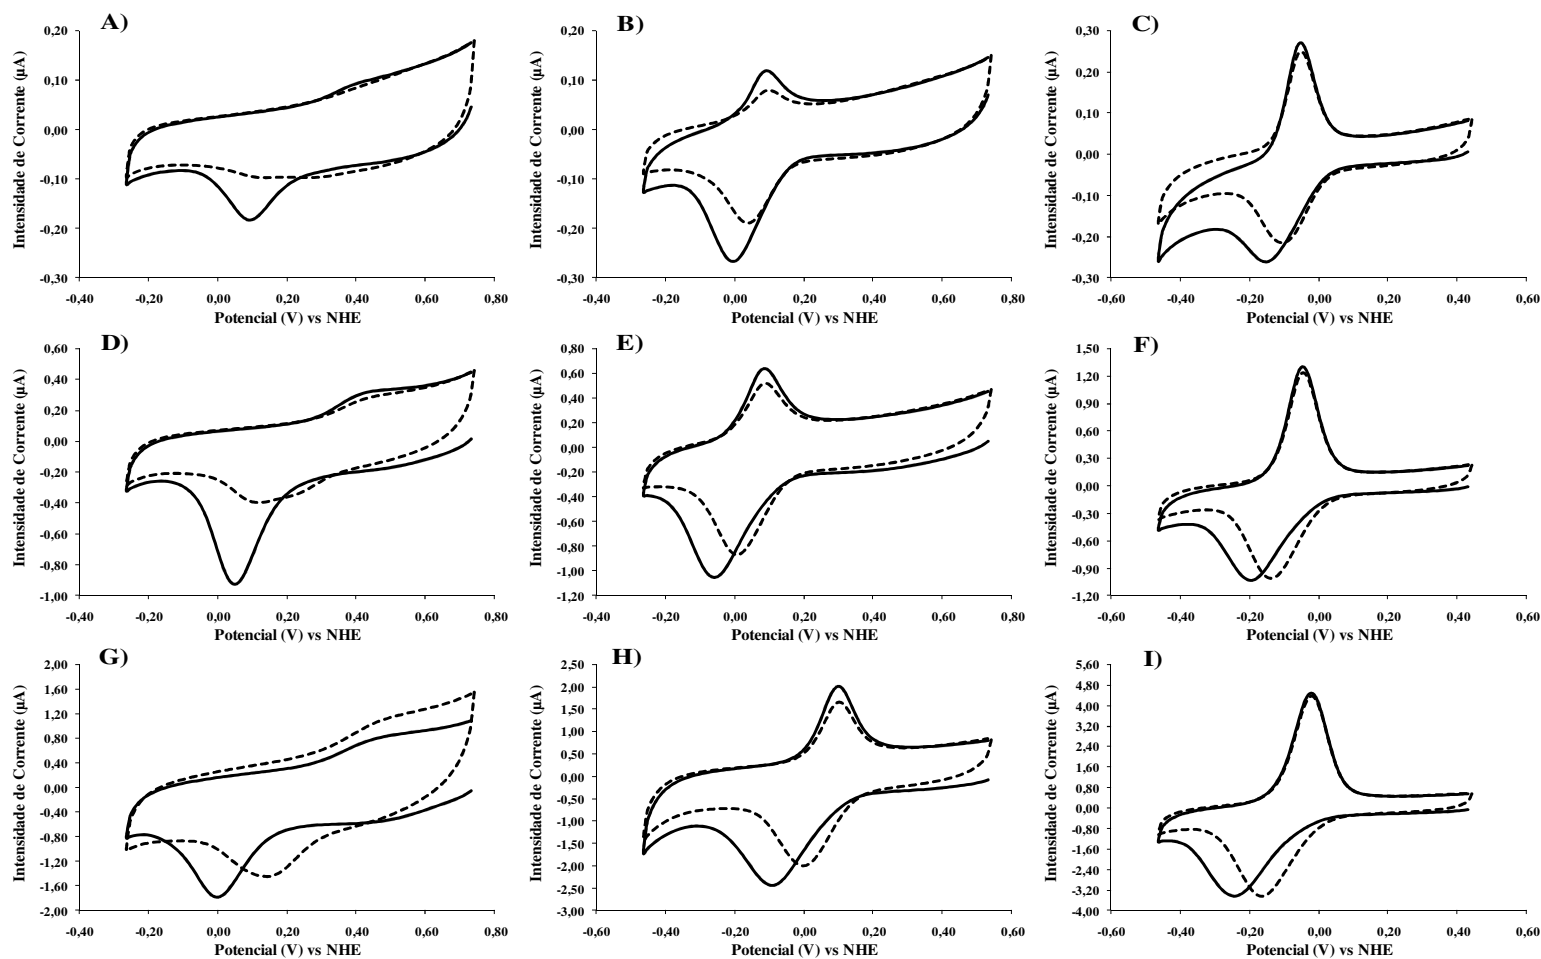 A)
Intensidade de Corrente (µA)
0,20
0,10
0,00
-0,10
-0,20
-0,30
-0,40 -0,20 0,00 0,20 0,40 0,60 0,80
Potencial (V) vs NHE
B)
Intensidade de Corrente (µA)
0,20
0,10
0,00
-0,10
-0,20
-0,30
-0,40 -0,20 0,00 0,20 0,40 0,60 0,80
Potencial (V) vs NHE
C)
Intensidade de Corrente (µA)
0,30
0,20
0,10
0,00
-0,10
-0,20
-0,30
-0,60 -0,40 -0,20 0,00 0,20 0,40 0,60
Potencial (V) vs NHE
D)
Intensidade de Corrente (µA)
0,60
0,40
0,20
0,00
-0,20
-0,40
-0,60
-0,80
-1,00
-0,40 -0,20 0,00 0,20 0,40 0,60 0,80
Potencial (V) vs NHE
E)
Intensidade de Corrente (µA)
0,80
0,60
0,40
0,20
0,00
-0,20
-0,40
-0,60
-0,80
-1,00
-1,20
-0,40 -0,20 0,00 0,20 0,40 0,60 0,80
Potencial (V) vs NHE
F)
Intensidade de Corrente (µA)
1,50
1,20
0,90
0,60
0,30
0,00
-0,30
-0,60
-0,90
-1,20
-0,60 -0,40 -0,20 0,00 0,20 0,40 0,60
Potencial (V) vs NHE
G)
Intensidade de Corrente (µA)
2,00
1,60
1,20
0,80
0,40
0,00
-0,40
-0,80
-1,20
-1,60
-2,00
-0,40 -0,20 0,00 0,20 0,40 0,60 0,80
Potencial (V) vs NHE
H)
Intensidade de Corrente (µA)
2,50
2,00
1,50
1,00
0,50
0,00
-0,50
-1,00
-1,50
-2,00
-2,50
-3,00
-0,60 -0,40 -0,20 0,00 0,20 0,40 0,60
Potencial (V) vs NHE
I)
Intensidade de Corrente (µA)
5,60
4,80
4,00
3,20
2,40
1,60
0,80
0,00
-0,80
-1,60
-2,40
-3,20
-4,00
-0,60 -0,40 -0,20 0,00 0,20 0,40 0,60
Potencial (V) vs NHE